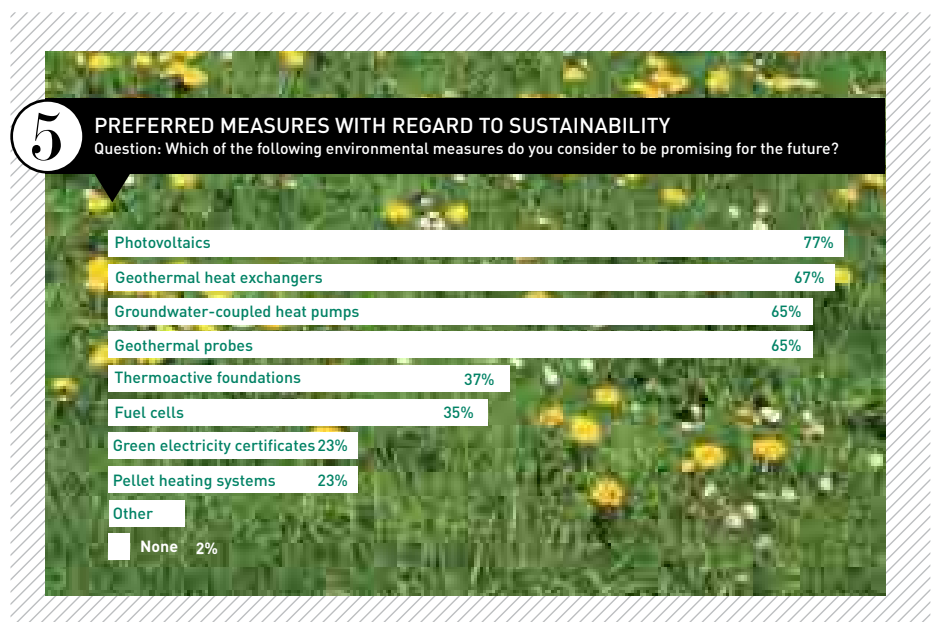 5
PREFERRED MEASURES WITH REGARD TO SUSTAINABILITY
Question: Which of the following environmental measures do you consider to be promising for the future?
Photovoltaics 77%
Geothermal heat exchangers 67%
Groundwater-coupled heat pumps 65%
Geothermal probes 65%
Thermoactive foundations 37%
Fuel cells 35%
Green electricity certificates 23%
Pellet heating systems 23%
Other
None 2%